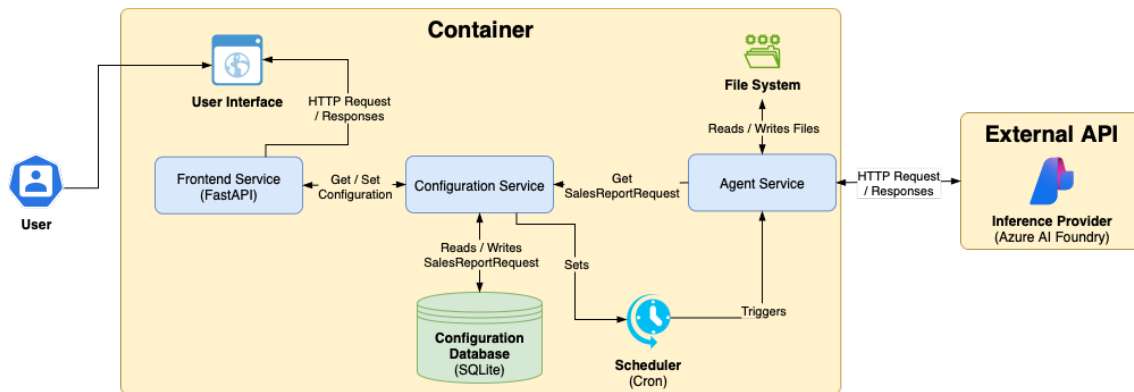 Container
User Interface
HTTP Request
/ Responses
File System
Reads / Writes Files
External API
User
Frontend Service
(FastAPI)
Get / Set
Configuration
Configuration Service
Get
SalesReportRequest
Agent Service
HTTP Request
/ Responses
Inference Provider
(Azure AI Foundry)
Reads / Writes
SalesReportRequest
Sets
Triggers
Configuration
Database
(SQLite)
Scheduler
(Cron)